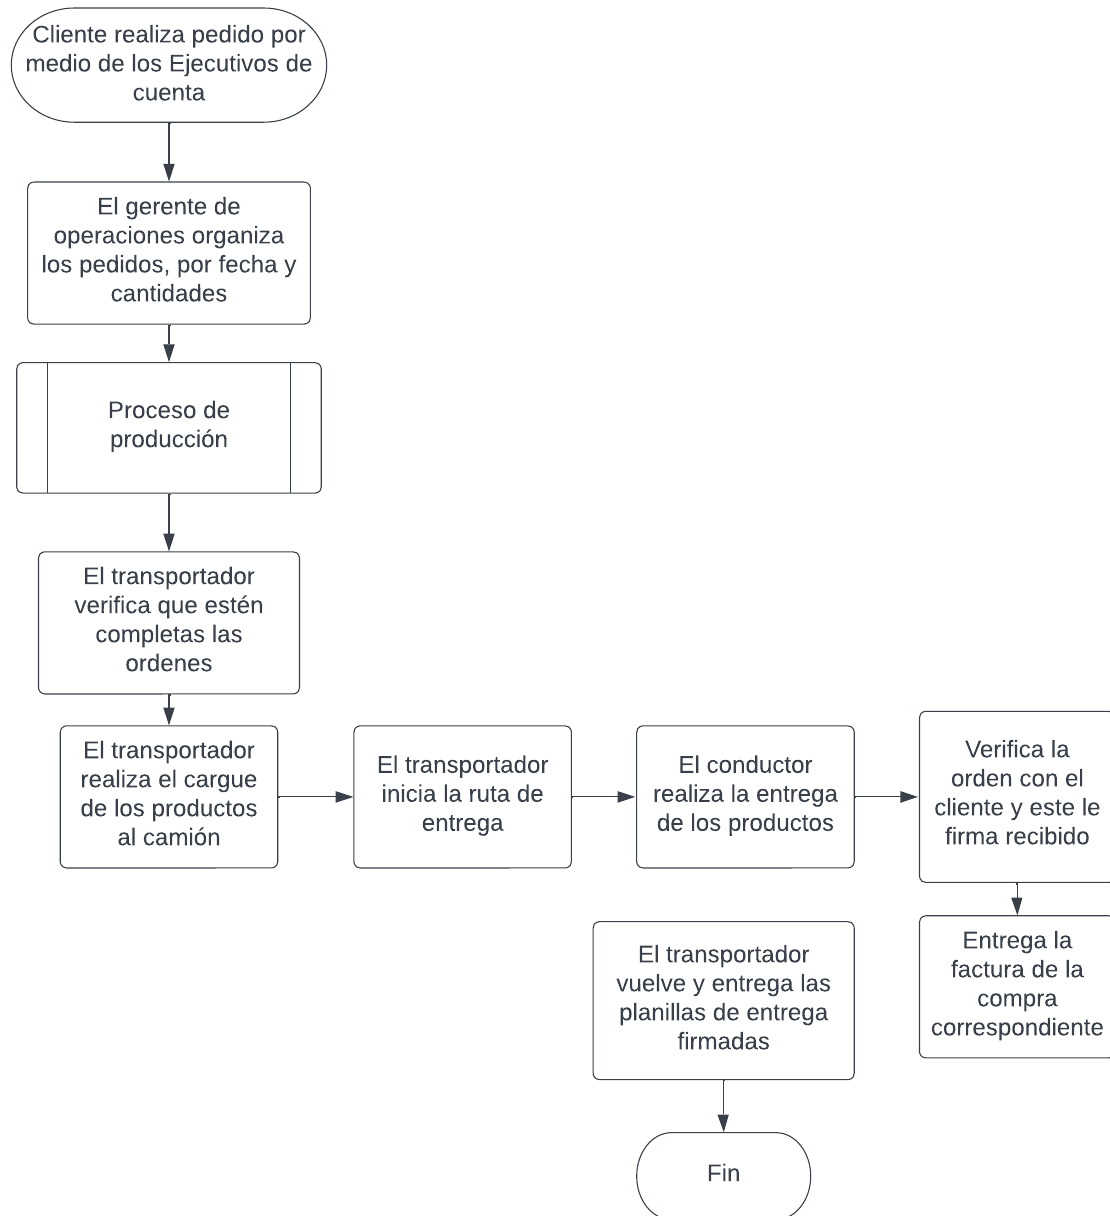 Cliente realiza pedido por
medio de los Ejecutivos de
cuenta
El gerente de
operaciones organiza
los pedidos, por fecha y
cantidades
Proceso de
producción
El transportador
verifica que estén
completas las
ordenes
El transportador
realiza el cargue
de los productos
al camión
El transportador
inicia la ruta de
entrega
El conductor
realiza la entrega
de los productos
Verifica la
orden con el
cliente y este le
firma recibido
Entrega la
factura de la
compra
correspondiente
El transportador
vuelve y entrega las
planillas de entrega
firmadas
Fin